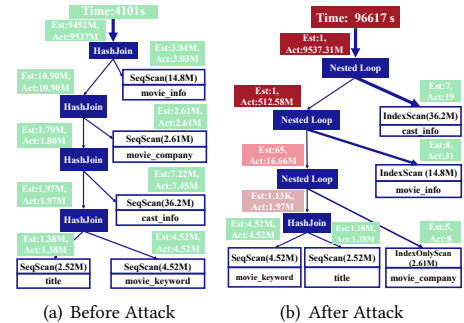 Time:4101s
Est:9492M,
Act:9537M
HashJoin
Est:3.04M,
Act:3.03M
SeqScan(14.8M)
movie_info
Est:10.90M,
Act:10.90M
HashJoin
Est:2.61M,
Act:2.61M
SeqScan(2.61M)
movie_company
Est:1.79M,
Act:1.80M
HashJoin
Est:7.22M,
Act:7.45M
SeqScan(36.2M)
cast_info
Est:1.97M,
Act:1.97M
HashJoin
Est:1.38M,
Act:1.38M
Est:4.52M,
Act:4.52M
SeqScan(2.52M)
title
SeqScan(4.52M)
movie_keyword
(a) Before Attack
Time: 96617 s
Est:1,
Act:9537.31M
Nested Loop
Est:7,
Act:19
IndexScan(36.2M)
cast_info
Est:1,
Act:512.58M
Nested Loop
Est:8,
Act:31
IndexScan (14.8M)
movie_info
Est:65,
Act:16.66M
Nested Loop
Est:1.13K,
Act:1.97M
HashJoin
Est:4.52M,
Act:4.52M
Est:1.38M,
Act:1.38M
Est:5,
Act:8
SeqScan(4.52M)
movie_keyword
SeqScan(2.52M)
title
IndexOnlyScan
(2.61M)
movie_company
(b) After Attack